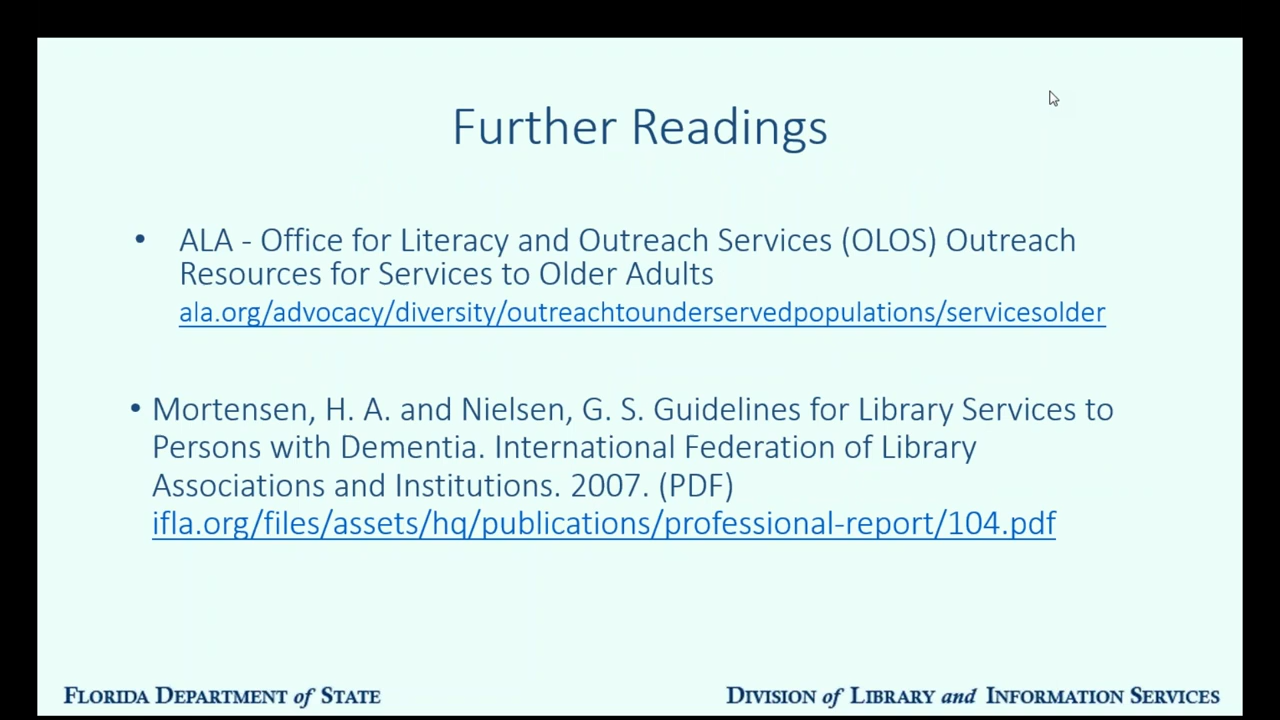 Further Readings
• ALA - Office for Literacy and Outreach Services (OLOS) Outreach
Resources for Services to Older Adults
ala.org/advocacy/diversity/outreachtounderservedpopulations/servicesolder
• Mortensen, H. A. and Nielsen, G. S. Guidelines for Library Services to
Persons with Dementia. International Federation of Library
Associations and Institutions. 2007. (PDF)
ifla.org/files/assets/hq/publications/professional-report/104.pdf
FLORIDA DEPARTMENT of STATE
DIVISION of LIBRARY and INFORMATION SERVICES